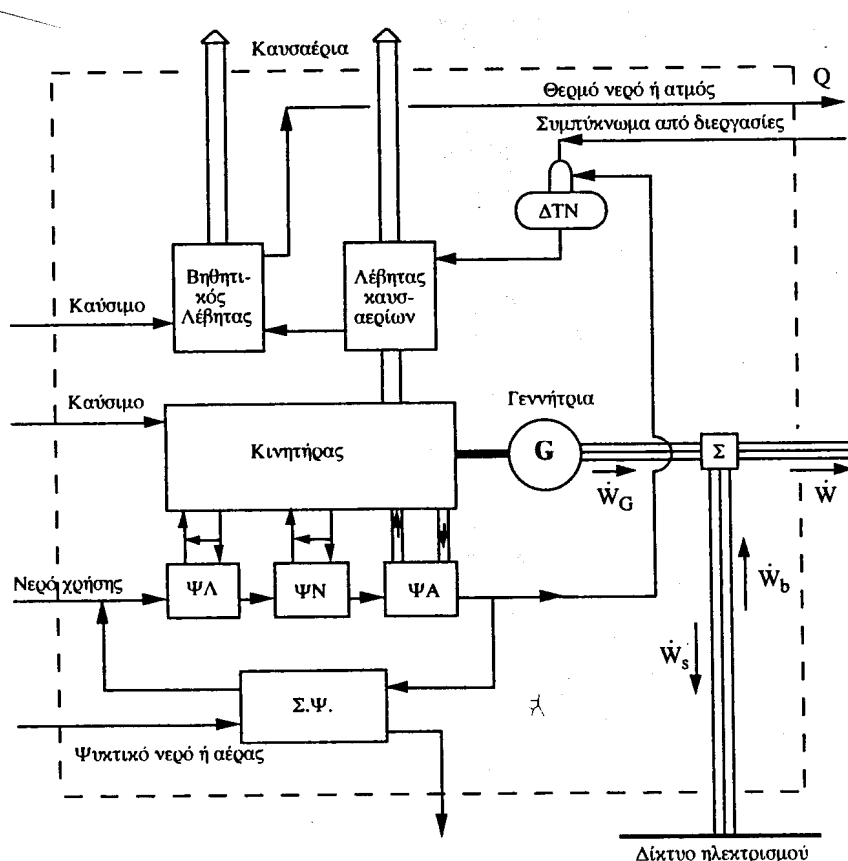 Καυσαέρια
Q
Θερμό νερό ή ατμός
Συμπύκνωμα από διεργασίες
ΔΤΝ
Βηθητι-
κός
Λέβητας
Λέβητας
καυσ-
αερίων
Καύσιμο
Καύσιμο
Γεννήτρια
Κινητήρας
G
Σ
Ẇ_G
Ẇ
Νερό χρήσης
ΨΛ
ΨΝ
ΨΑ
Ẇ_b
Ẇ_s
Σ.Ψ.
Ψυκτικό νερό ή αέρας
Δίκτυο ηλεκτρισμού